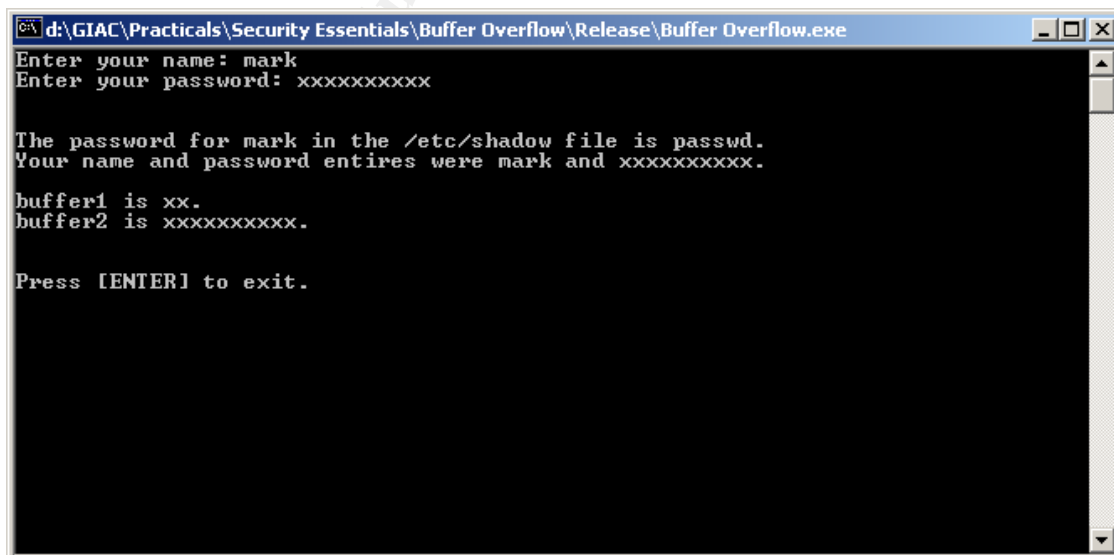 d:\GIAC\Practicals\Security Essentials\Buffer Overflow\Release\Buffer Overflow.exe
Enter your name: mark
Enter your password: xxxxxxxxxx
The password for mark in the /etc/shadow file is passwd.
Your name and password entires were mark and xxxxxxxxxx.
buffer1 is xx.
buffer2 is xxxxxxxxxx.
Press [ENTER] to exit.